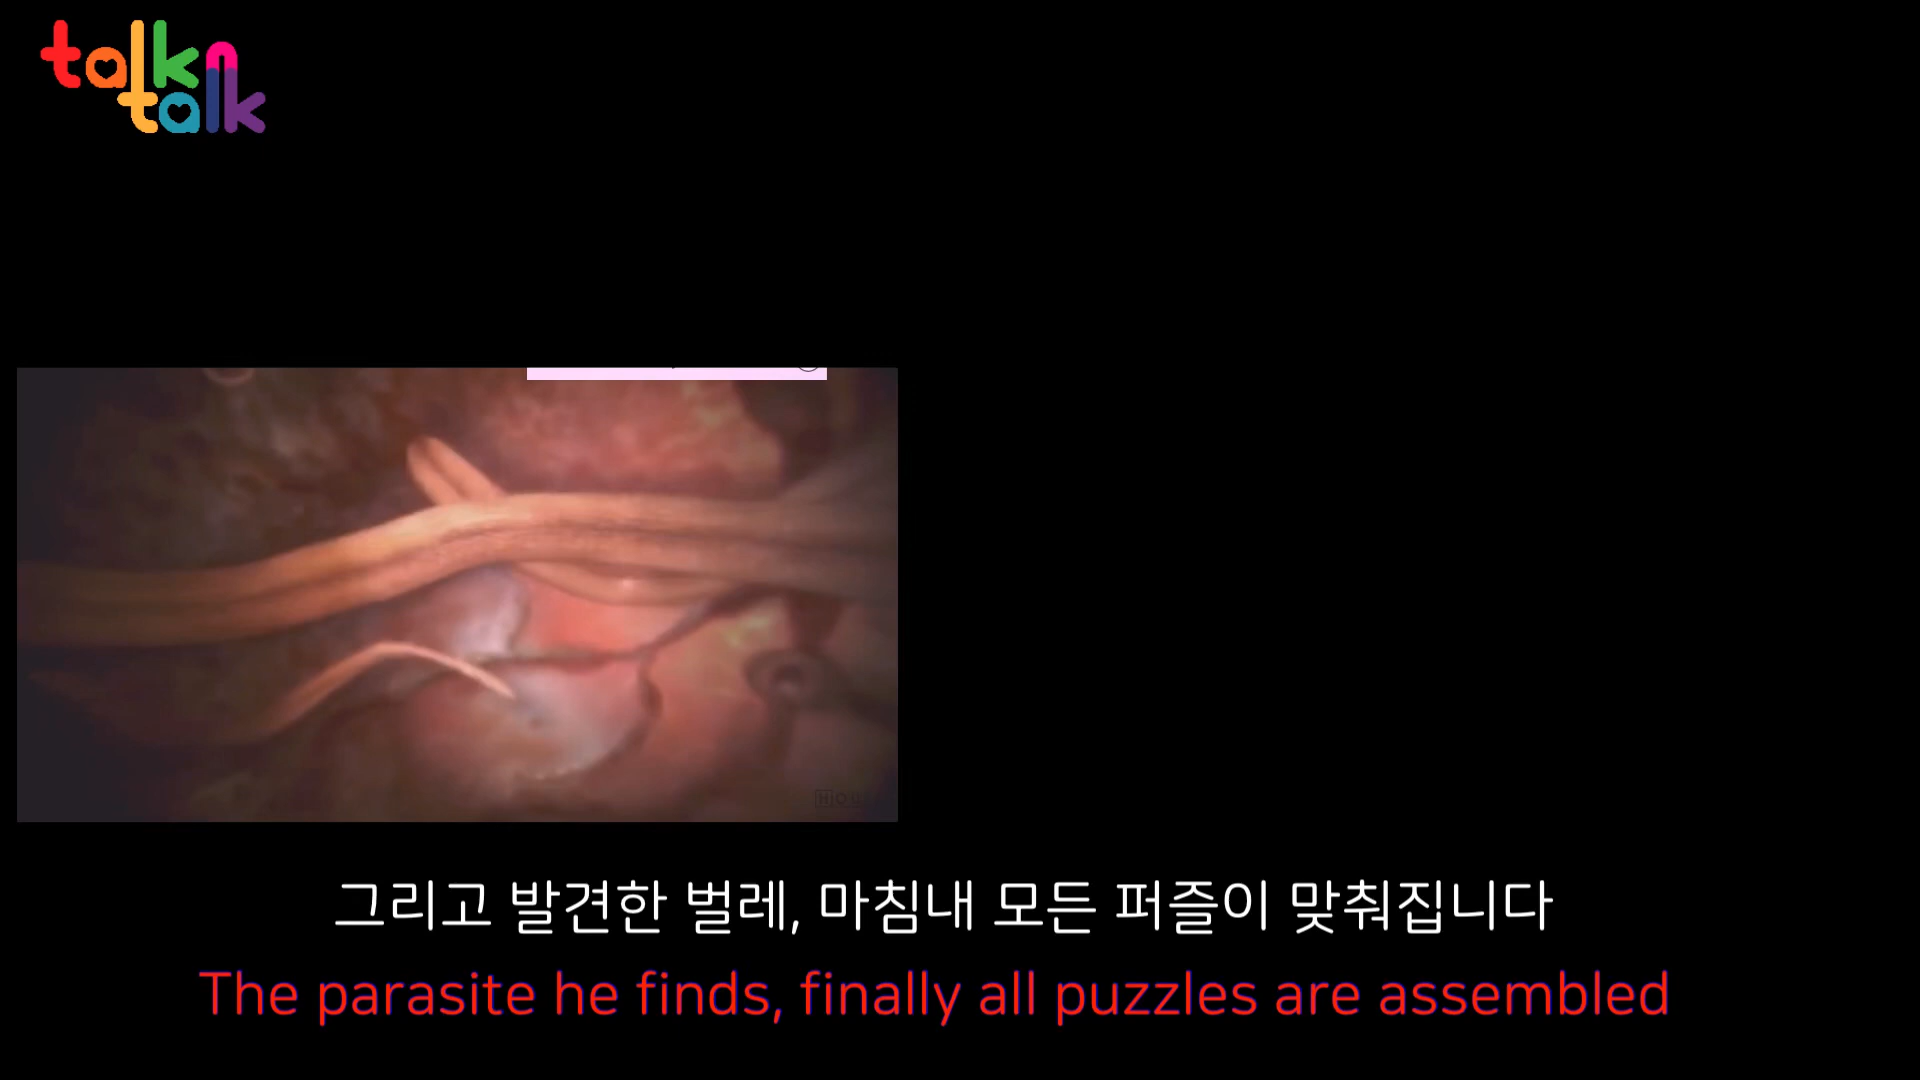 talk n
talk
그리고 발견한 벌레, 마침내 모든 퍼즐이 맞춰집니다
The parasite he finds, finally all puzzles are assembled